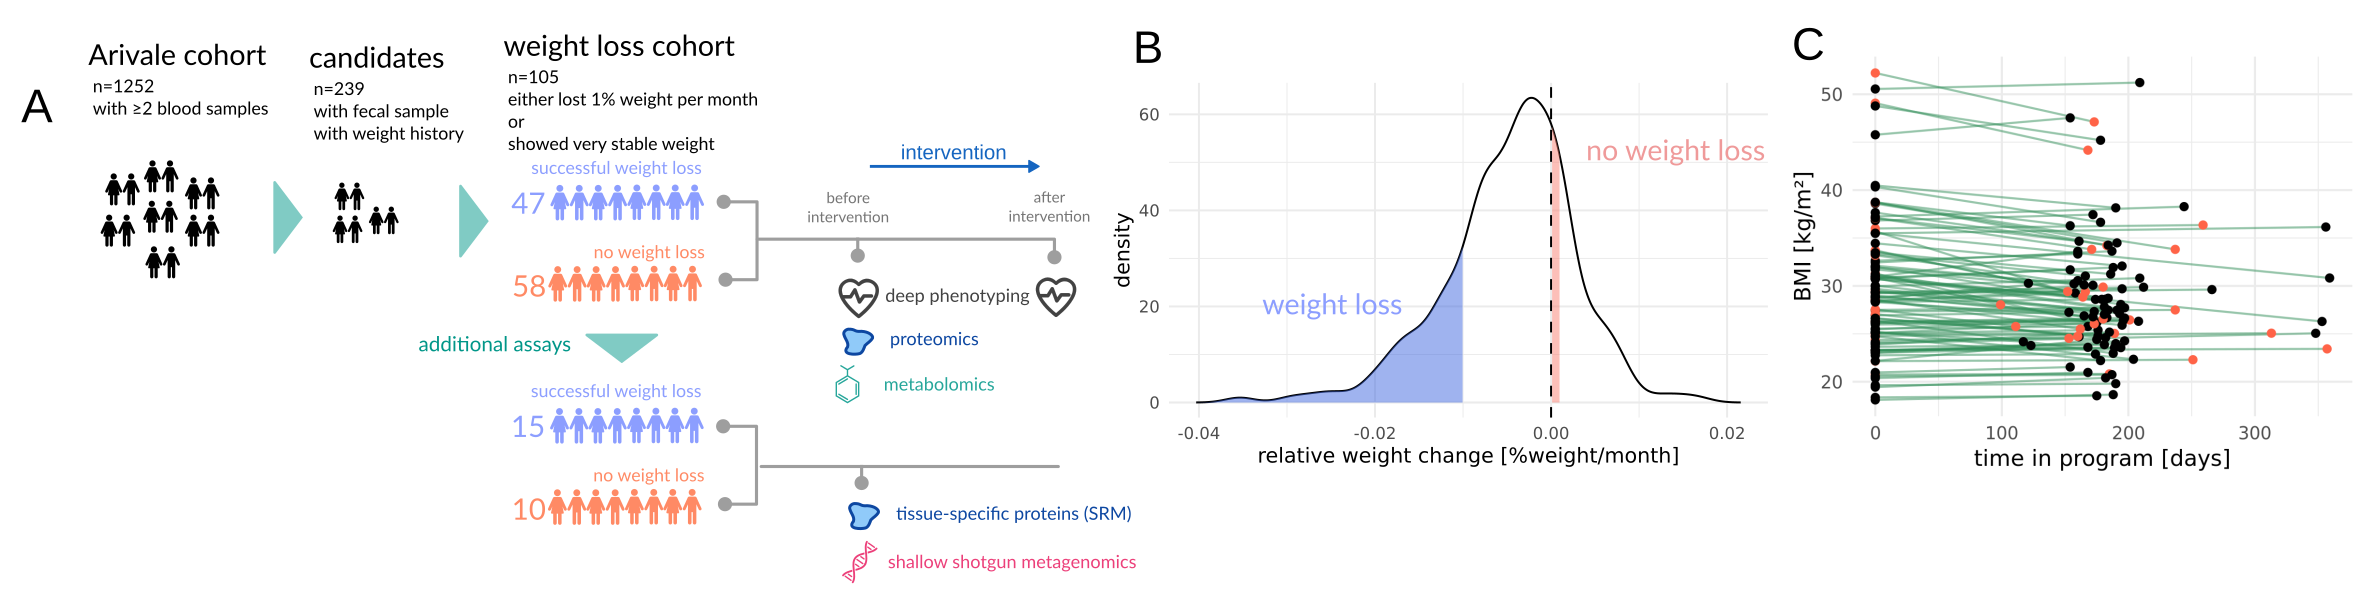 A
Arivale cohort
n=1252
with ≥2 blood samples
candidates
n=239
with fecal sample
with weight history
weight loss cohort
n=105
either lost 1% weight per month
or
showed very stable weight
successful weight loss
47
no weight loss
58
intervention
before
intervention
after
intervention
deep phenotyping
proteomics
metabolomics
additional assays
successful weight loss
15
no weight loss
10
tissue-specific proteins (SRM)
shallow shotgun metagenomics
B
density
60
40
20
0
weight loss
no weight loss
-0.04
-0.02
0.00
0.02
relative weight change [%weight/month]
C
BMI [kg/m²]
50
40
30
20
0
100
200
300
time in program [days]